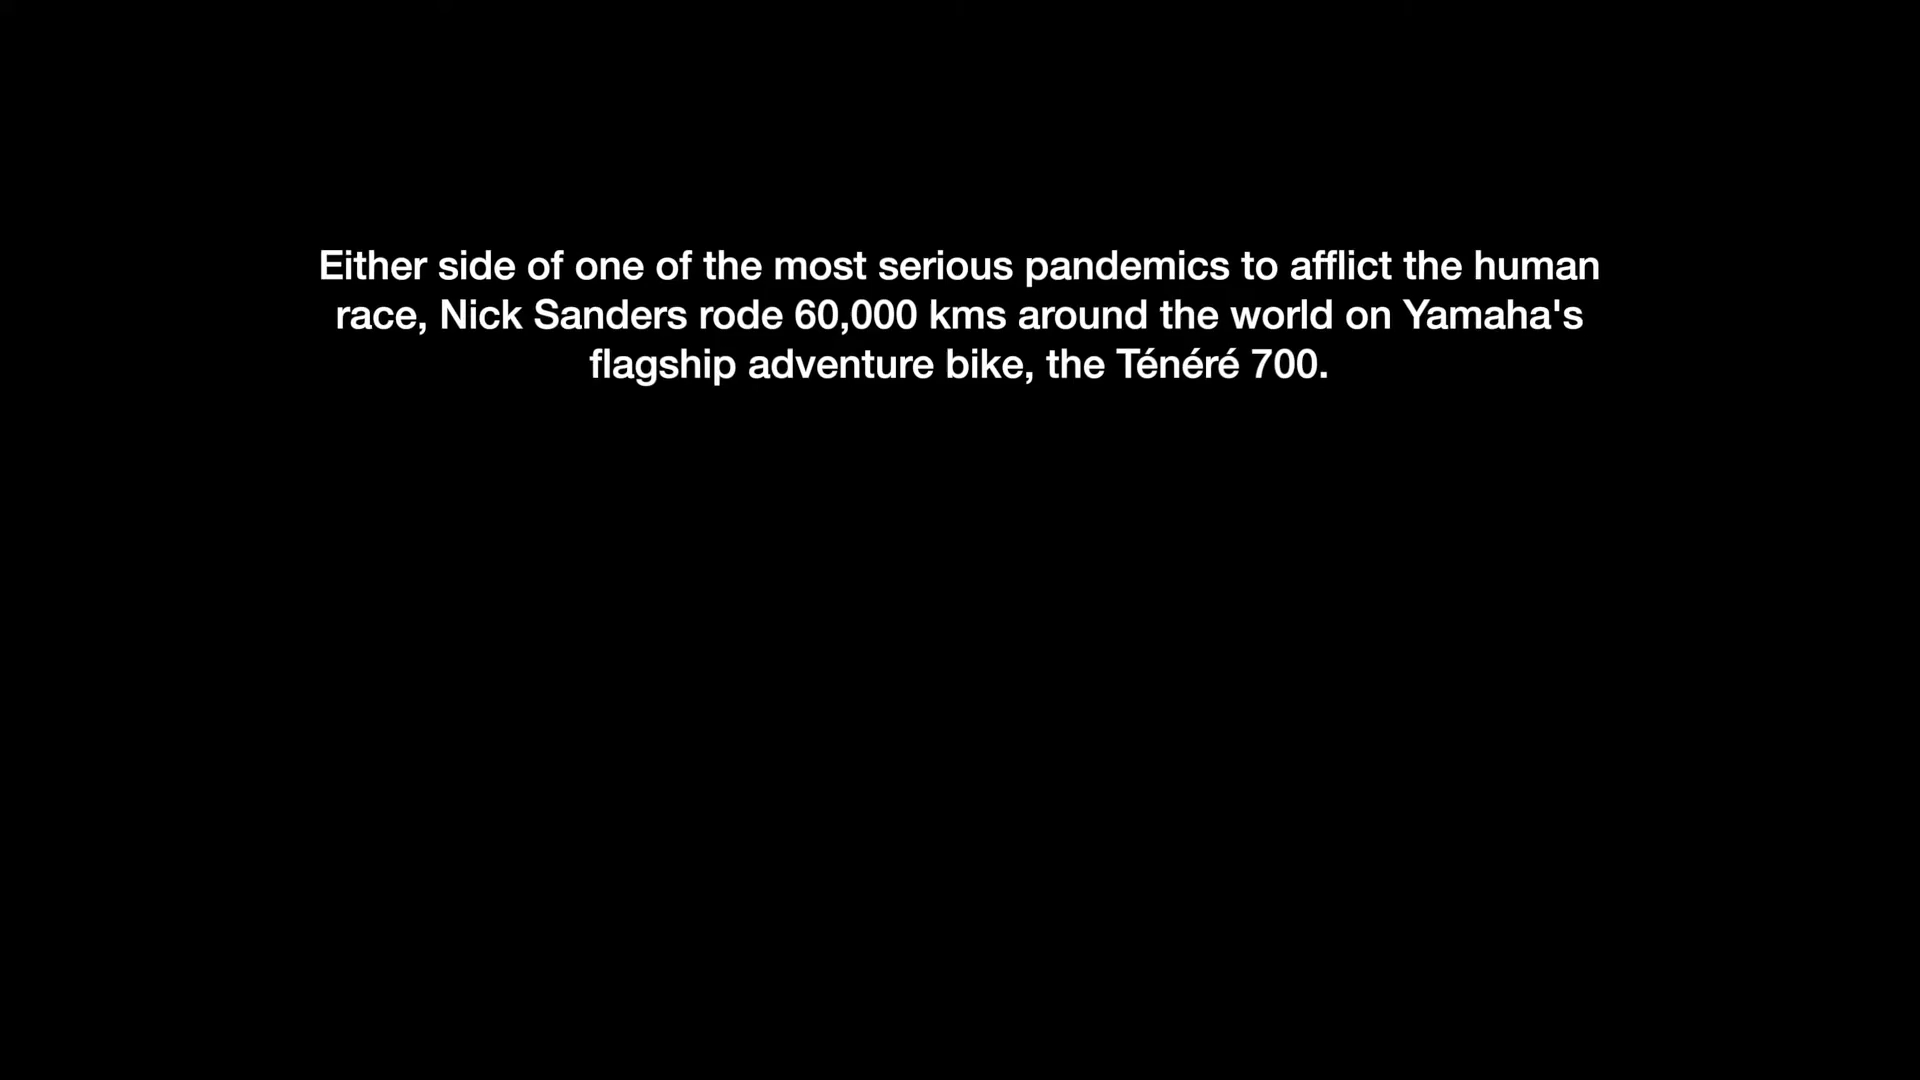 Either side of one of the most serious pandemics to afflict the human
race, Nick Sanders rode 60,000 kms around the world on Yamaha's
flagship adventure bike, the Ténéré 700.